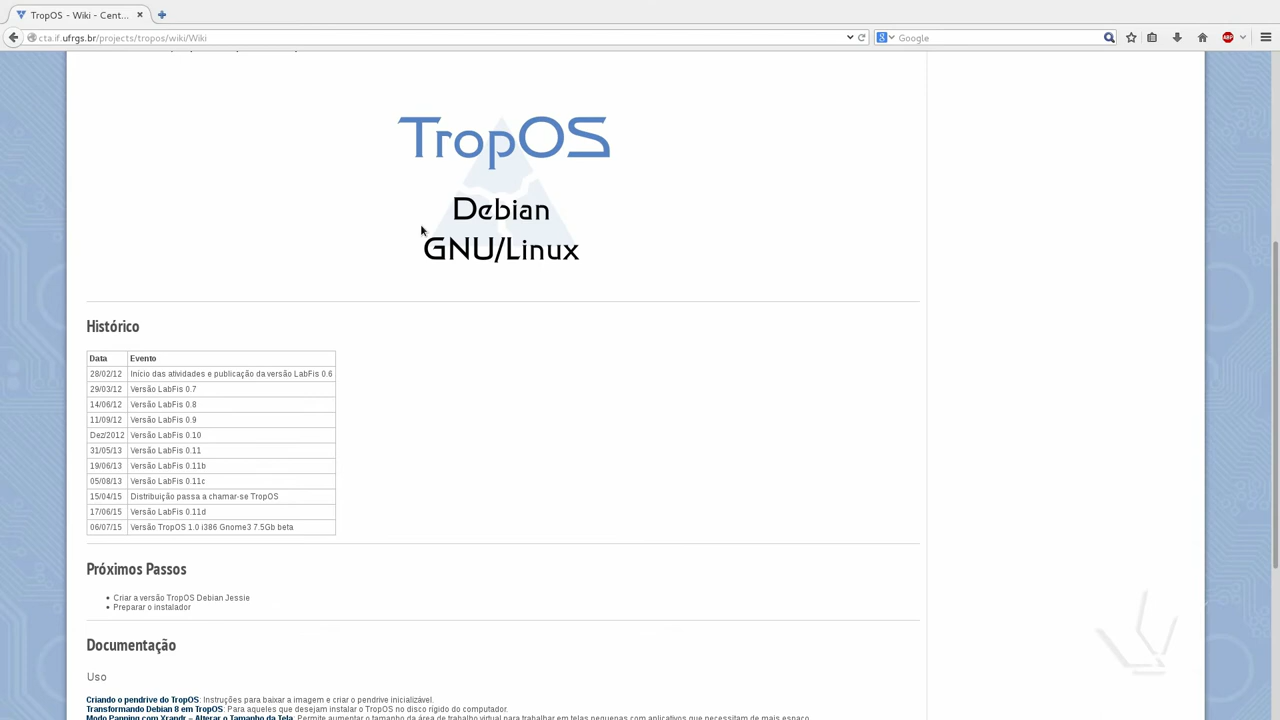 TropOS - Wiki - Cent...
cta.if.ufrgs.br/projects/tropos/wiki/Wiki
Google
ABP
TropOS
Debian
GNU/Linux
Histórico
Data Evento
28/02/12 Início das atividades e publicação da versão LabFis 0.6
29/03/12 Versão LabFis 0.7
14/06/12 Versão LabFis 0.8
11/09/12 Versão LabFis 0.9
Dez/2012 Versão LabFis 0.10
31/05/13 Versão LabFis 0.11
19/06/13 Versão LabFis 0.11b
05/08/13 Versão LabFis 0.11c
15/04/15 Distribuição passa a chamar-se TropOS
17/06/15 Versão LabFis 0.11d
06/07/15 Versão TropOS 1.0 i386 Gnome3 7.5Gb beta
Próximos Passos
Criar a versão TropOS Debian Jessie
Preparar o instalador
Documentação
Uso
Criando o pendrive do TropOS: Instruções para baixar a imagem e criar o pendrive inicializável.
Transformando Debian 8 em TropOS: Para aqueles que desejam instalar o TropOS no disco rígido do computador.
Modo Panning com Xrandr – Alterar o Tamanho da Tela: Permite aumentar o tamanho da área de trabalho virtual para trabalhar em telas pequenas com aplicativos que necessitam de mais espaço